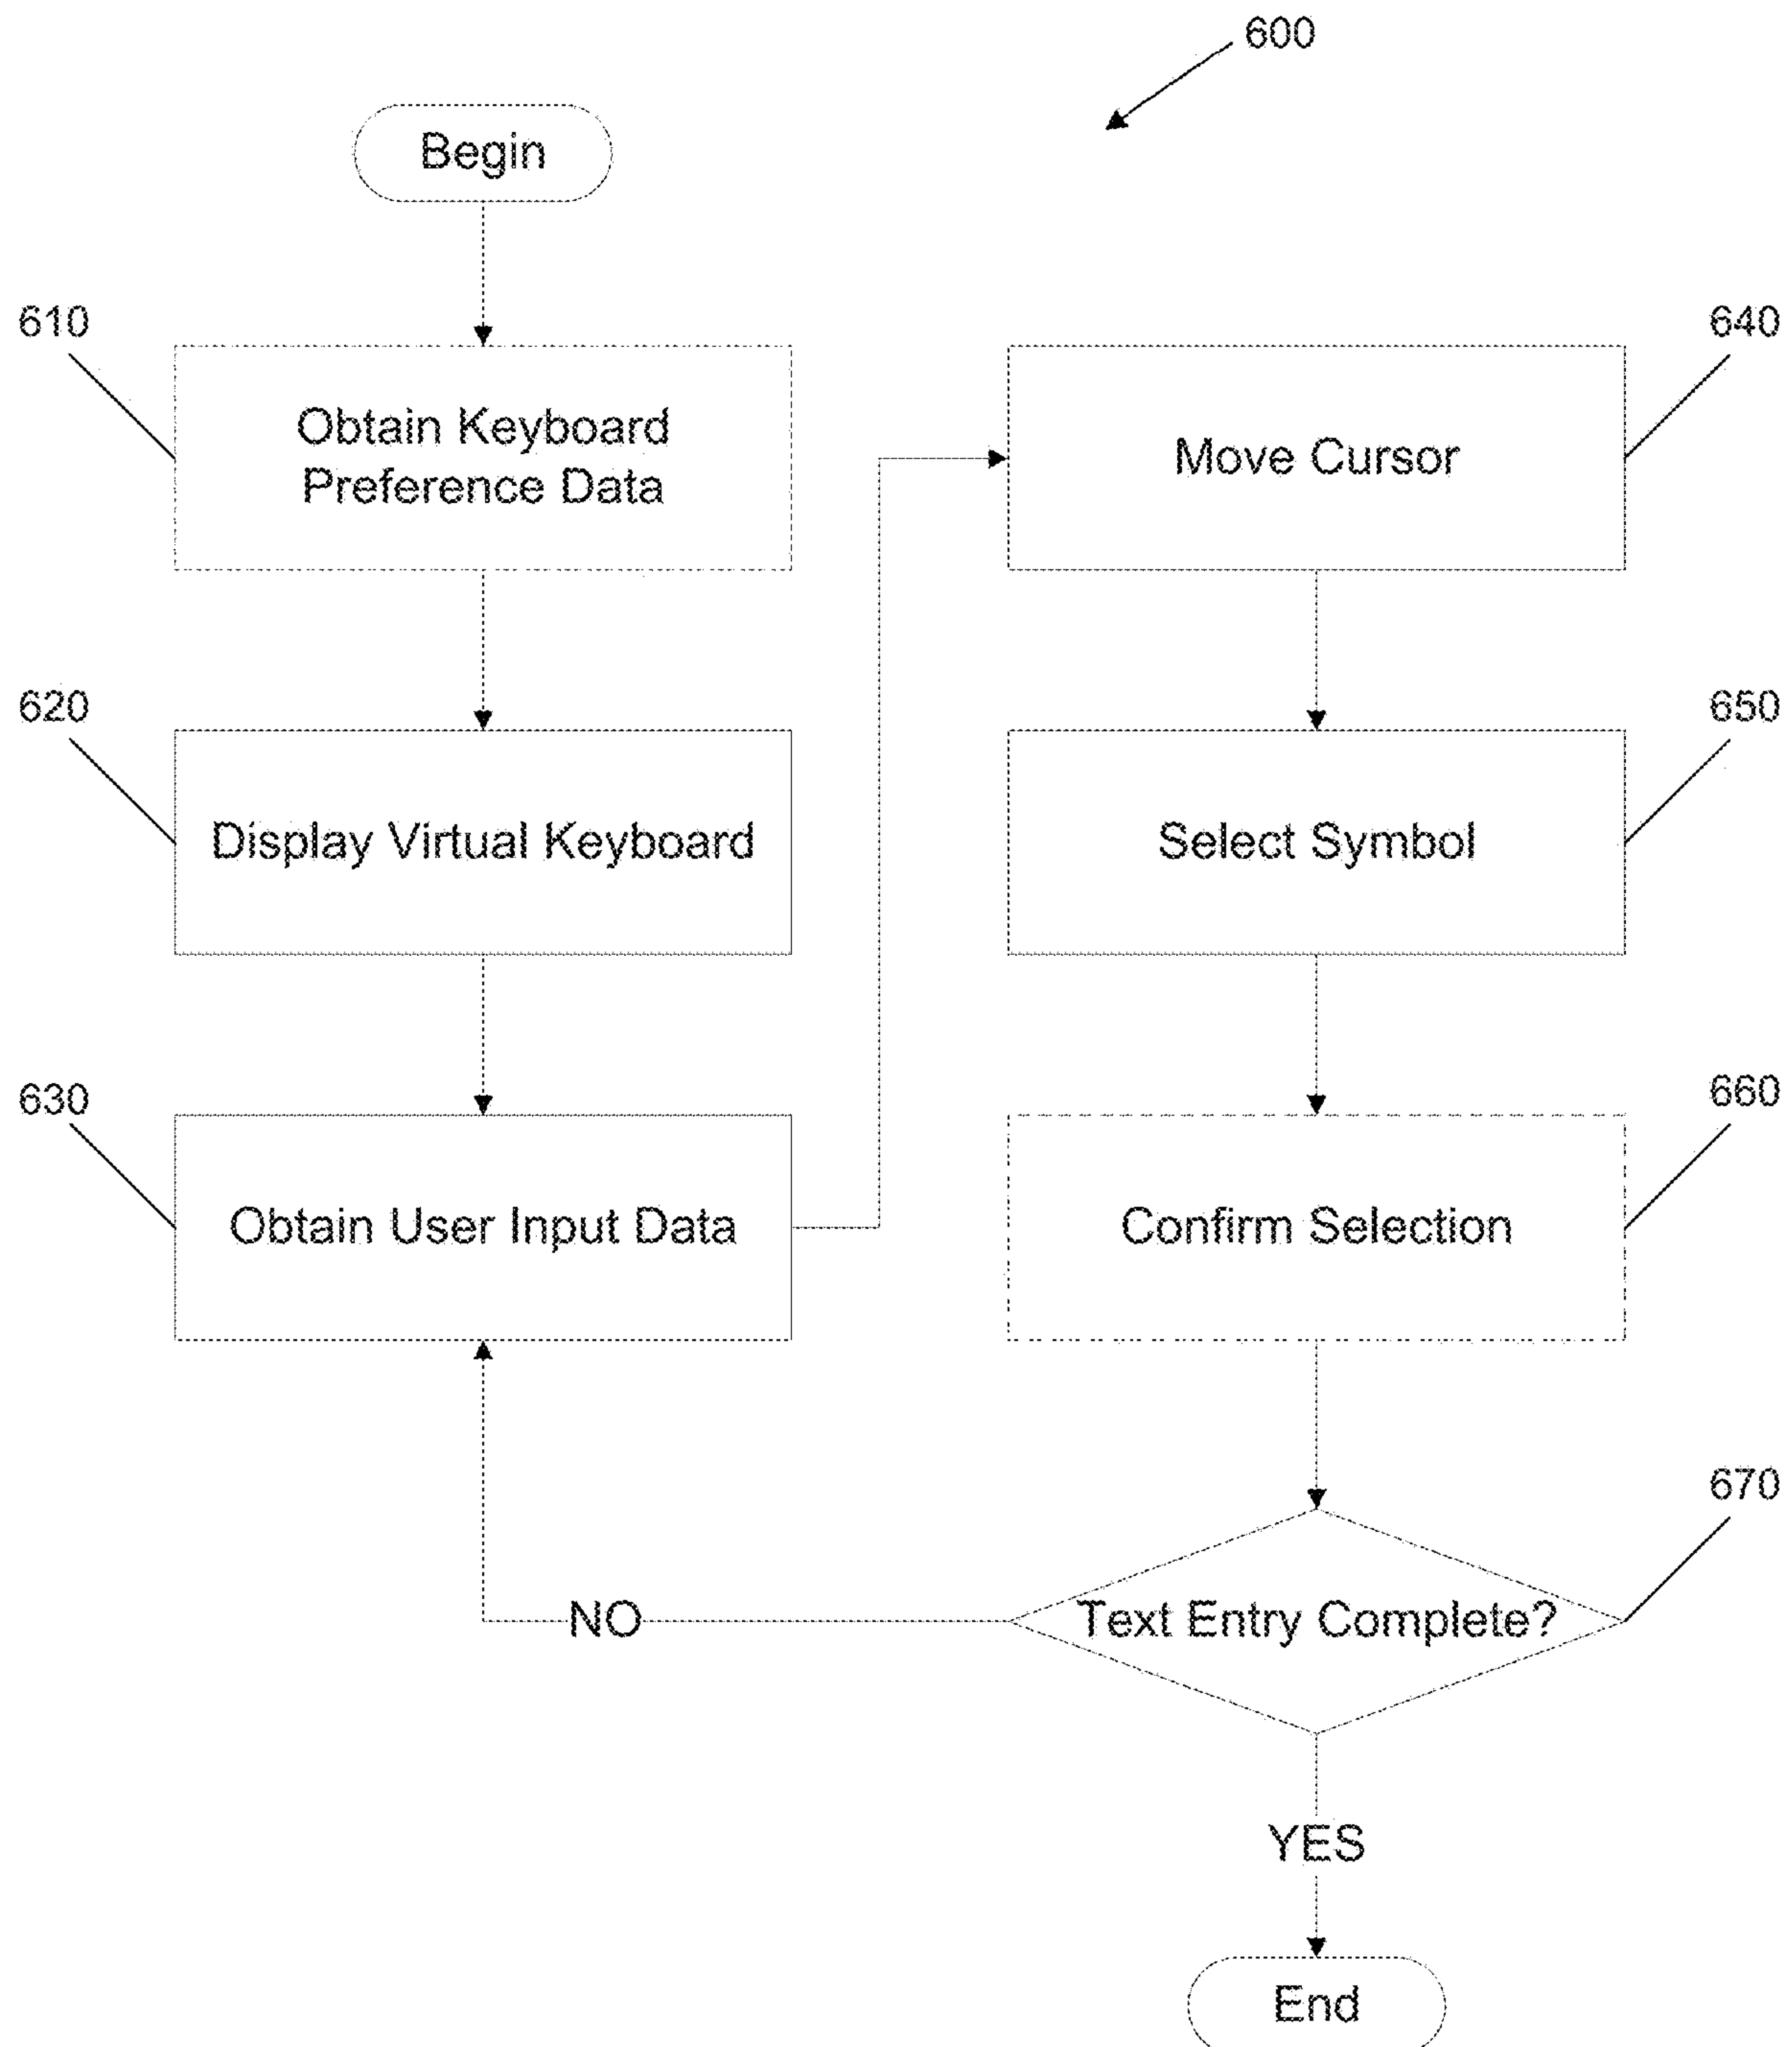 600
Begin
610
Obtain Keyboard
Preference Data
620
Display Virtual Keyboard
630
Obtain User Input Data
640
Move Cursor
650
Select Symbol
660
Confirm Selection
670
Text Entry Complete?
NO
YES
End